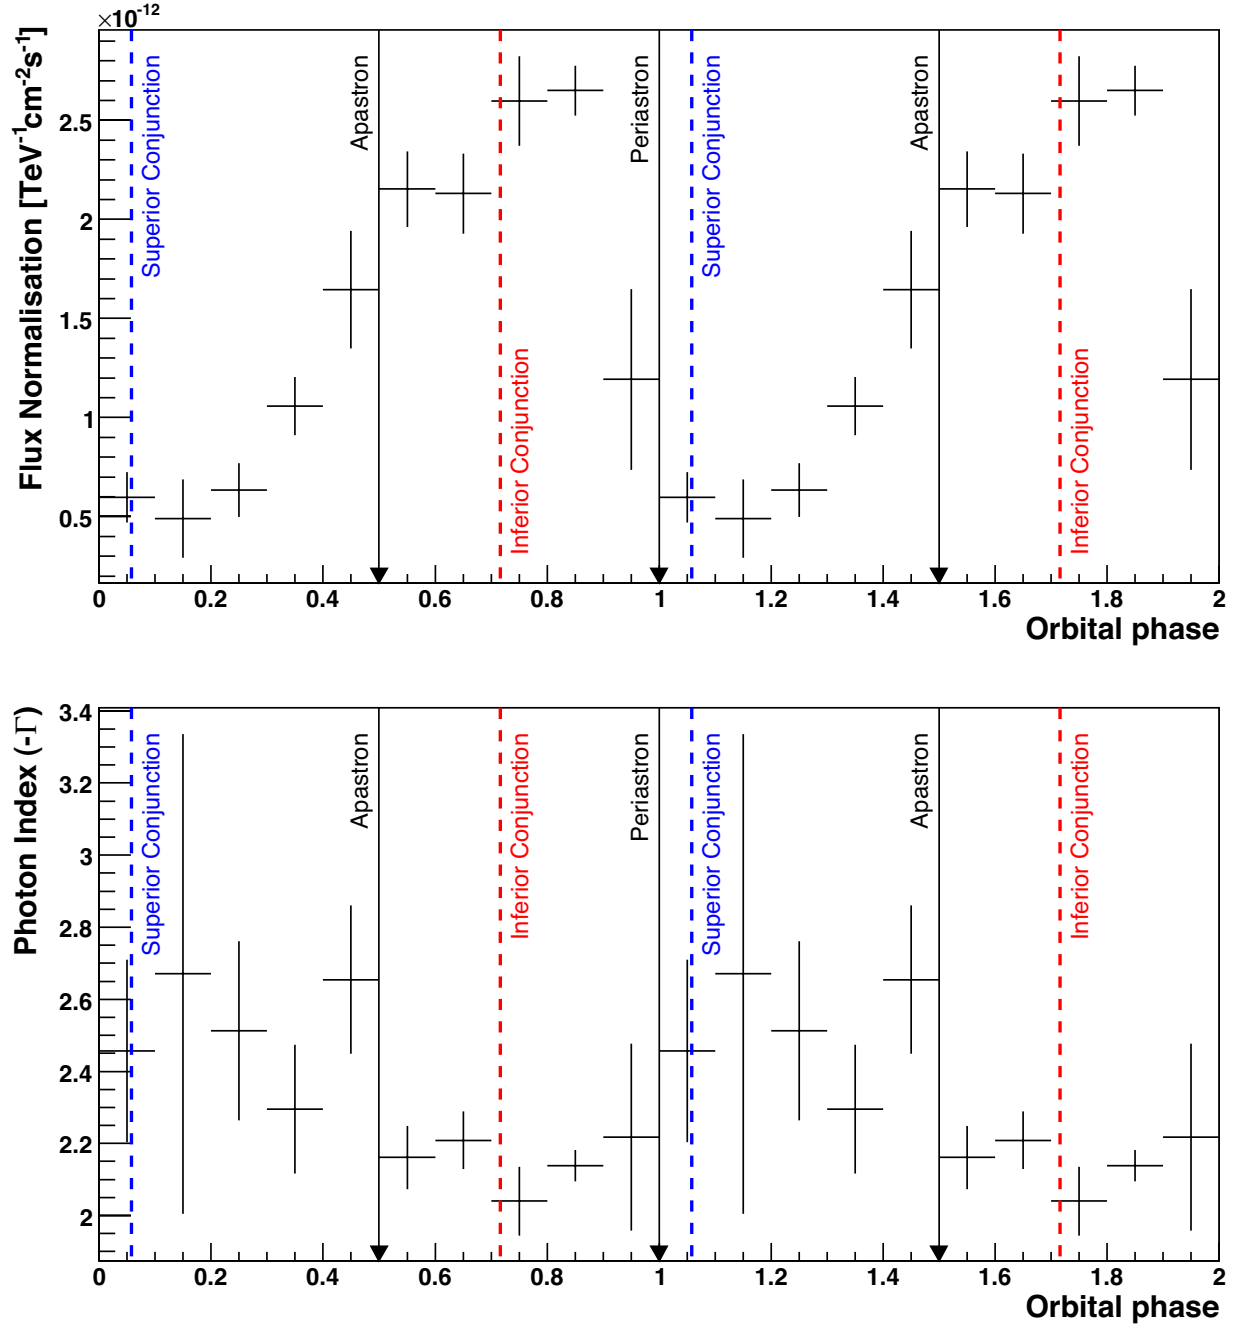 ×10⁻¹²
Flux Normalisation [TeV⁻¹cm⁻²s⁻¹]
2.5
2
1.5
1
0.5
Superior Conjunction
Apastron
Inferior Conjunction
Periastron
Superior Conjunction
Apastron
Inferior Conjunction
0 0.2 0.4 0.6 0.8 1 1.2 1.4 1.6 1.8 2
Orbital phase
Photon Index (-Γ)
3.4
3.2
3
2.8
2.6
2.4
2.2
2
Superior Conjunction
Apastron
Inferior Conjunction
Periastron
Superior Conjunction
Apastron
Inferior Conjunction
0 0.2 0.4 0.6 0.8 1 1.2 1.4 1.6 1.8 2
Orbital phase